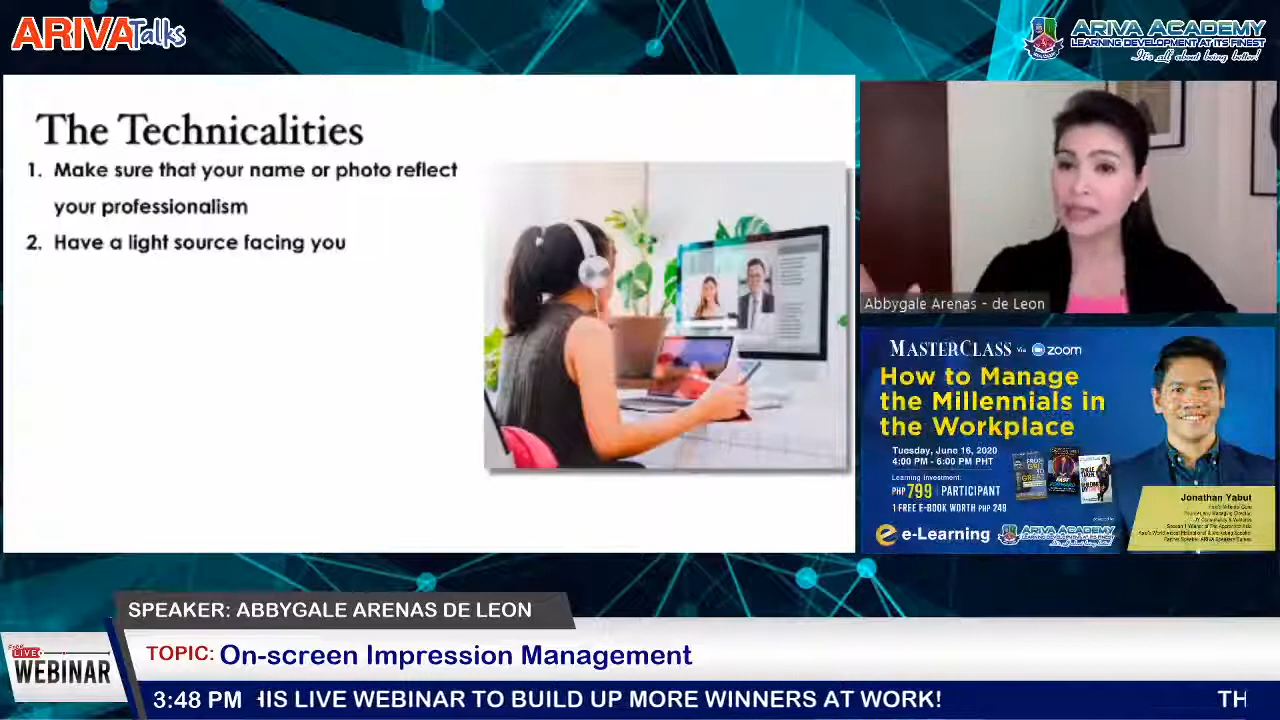 ARIVATalks
ARIVA ACADEMY
LEARNING DEVELOPMENT AT ITS FINEST
It's all about being better!
The Technicalities
1. Make sure that your name or photo reflect
your professionalism
2. Have a light source facing you
Abbygale Arenas - de Leon
MASTERCLASS via zoom
How to Manage
the Millennials in
the Workplace
Tuesday, June 16, 2020
4:00 PM - 6:00 PM PHT
Learning Investment:
PHP 799 | PARTICIPANT
1 FREE E-BOOK WORTH PHP 249
e-Learning
ARIVA ACADEMY
Jonathan Yabut
SPEAKER: ABBYGALE ARENAS DE LEON
Free LIVE
WEBINAR
TOPIC: On-screen Impression Management
3:48 PM HIS LIVE WEBINAR TO BUILD UP MORE WINNERS AT WORK! TH